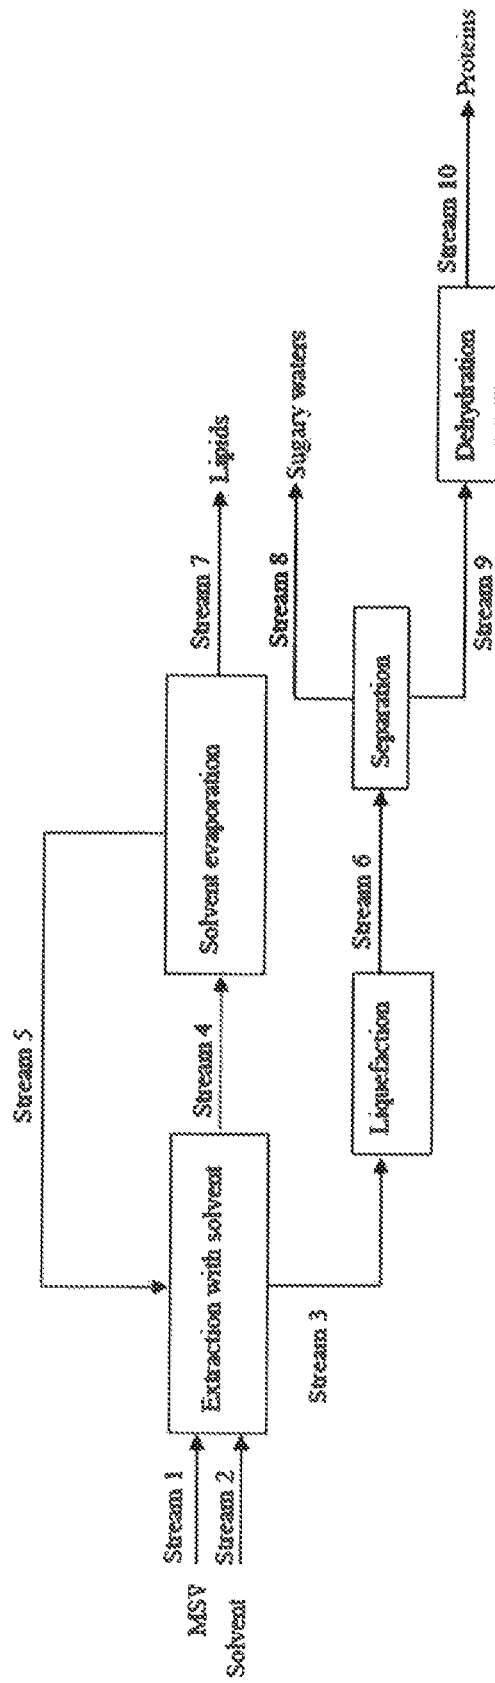 MSV
Stream 1
Solvent
Stream 2
Extraction with solvent
Stream 5
Stream 4
Solvent evaporation
Stream 7
Lipids
Stream 3
Liquefaction
Stream 6
Separation
Stream 8
Sugary waters
Stream 9
Dehydration
Stream 10
Proteins